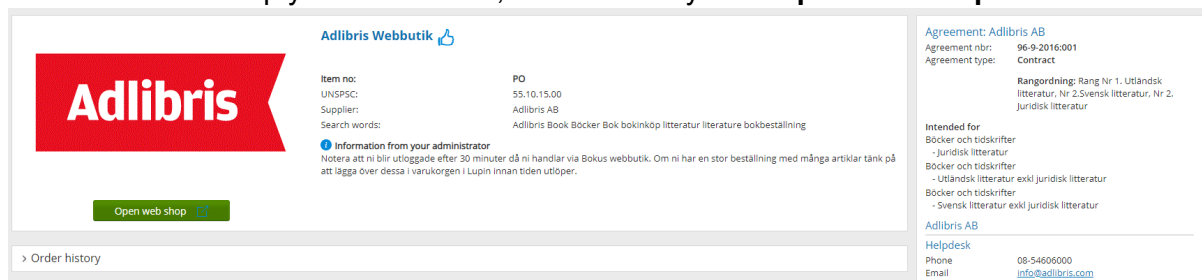 Adlibris
Open web shop
Adlibris Webbutik
Item no: PO
UNSPSC: 55.10.15.00
Supplier: Adlibris AB
Search words: Adlibris Book Böcker Bok bokinköp litteratur literature bokbeställning
Information from your administrator
Notera att ni blir utloggade efter 30 minuter då ni handlar via Bokus webbutik. Om ni har en stor beställning med många artiklar tänk på
att lägga över dessa i varukorgen i Lupin innan tiden utlöper.
> Order history
Agreement: Adlibris AB
Agreement nbr: 96-9-2016:001
Agreement type: Contract
Rangordning: Rang Nr 1. Utländsk
litteratur, Nr 2.Svensk litteratur, Nr 2.
Juridisk litteratur
Intended for
Böcker och tidskrifter
- Juridisk litteratur
Böcker och tidskrifter
- Utländsk litteratur exkl juridisk litteratur
Böcker och tidskrifter
- Svensk litteratur exkl juridisk litteratur
Adlibris AB
Helpdesk
Phone 08-54606000
Email info@adlibris.com